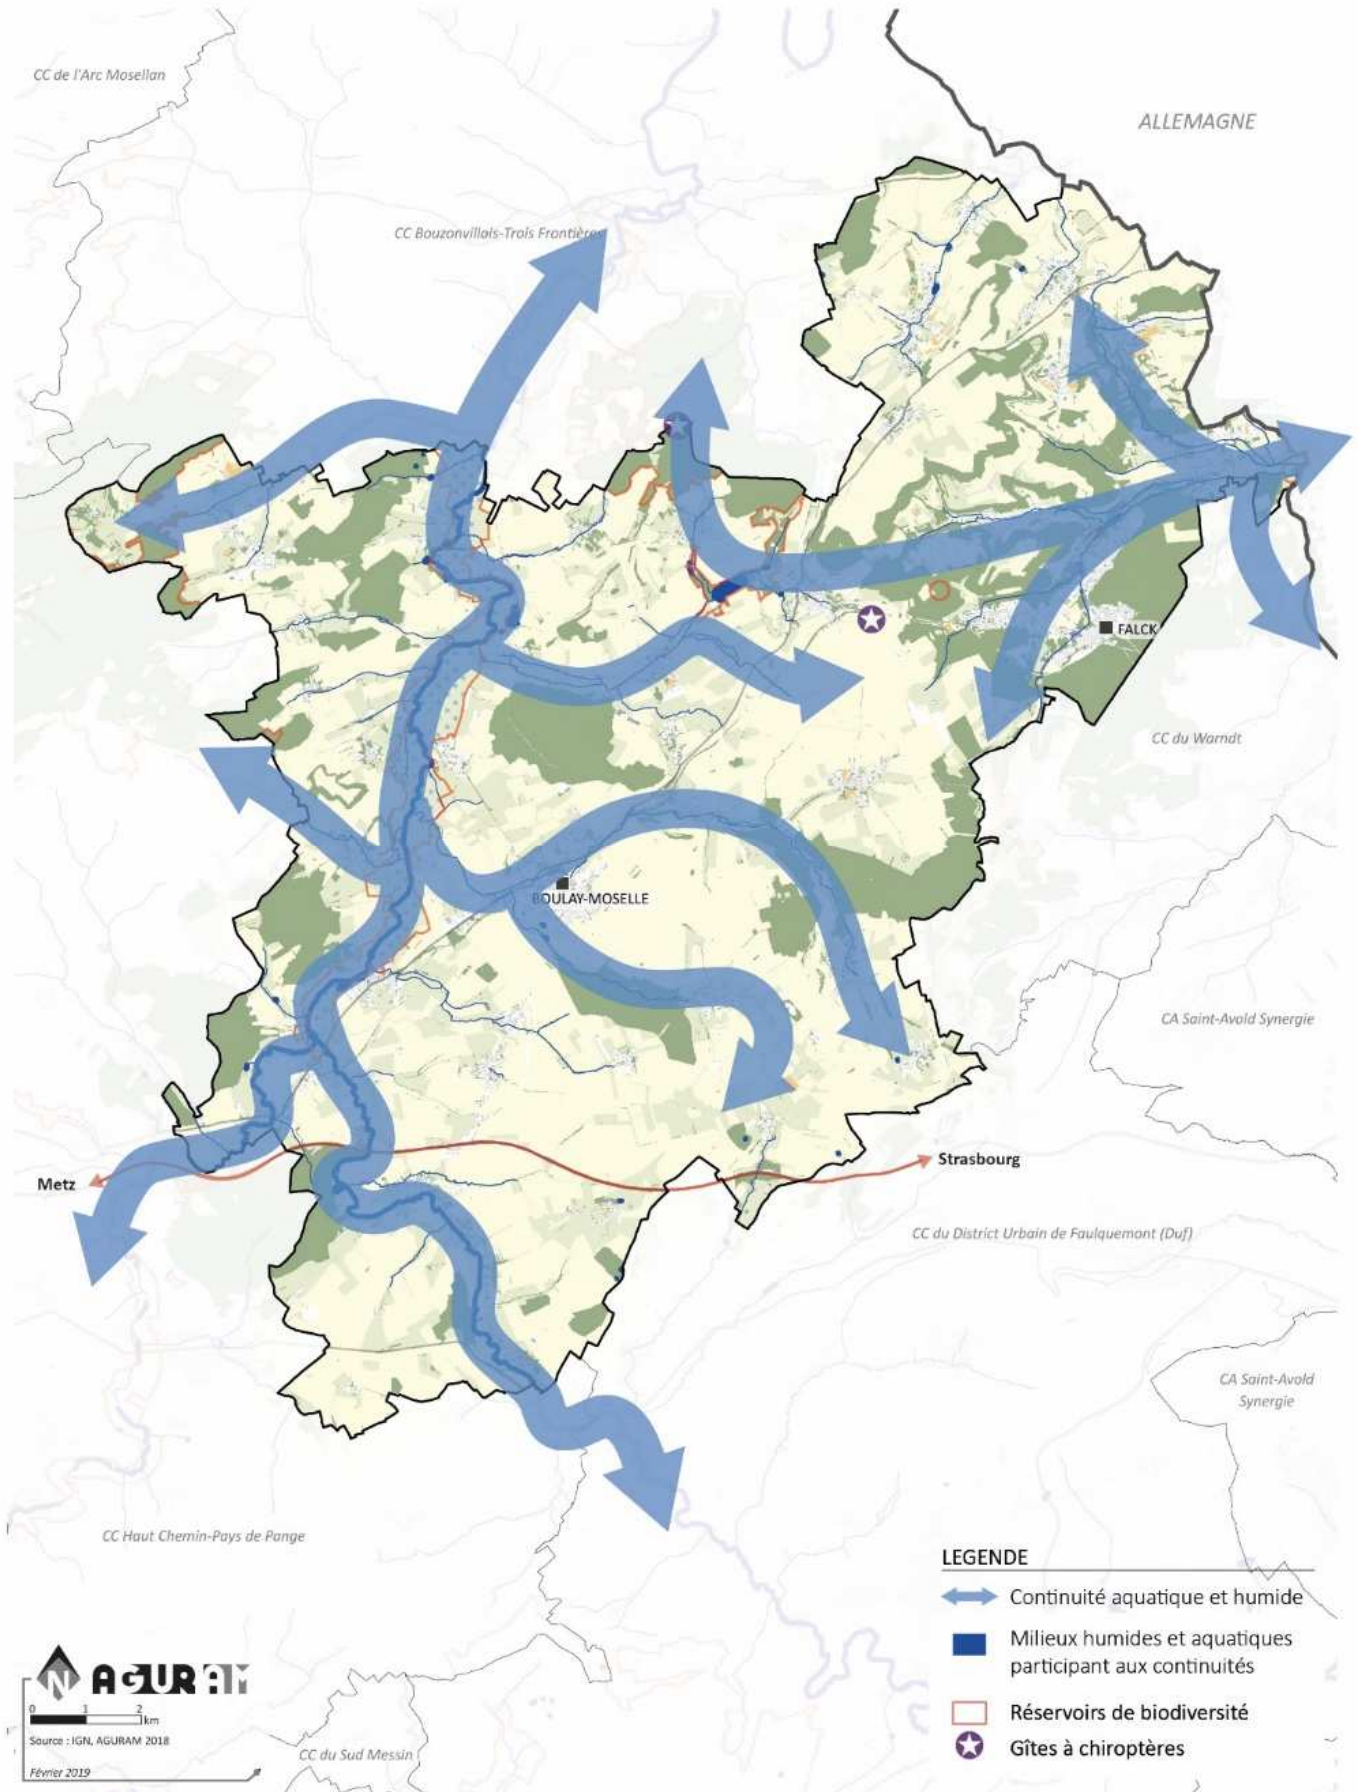 CC de l'Arc Mosellan
ALLEMAGNE
CC Bouzonvillois-Trois Frontières
FALCK
CC du Warndt
BOULAY-MOSELLE
CA Saint-Avold Synergie
Metz
Strasbourg
CC du District Urbain de Faulquemont (Duf)
CA Saint-Avold
Synergie
CC Haut Chemin-Pays de Pange
LEGENDE
Continuité aquatique et humide
Milieux humides et aquatiques
participant aux continuités
Réservoirs de biodiversité
Gîtes à chiroptères
N AGURAM
0 1 2
km
Source : IGN, AGURAM 2018
Février 2019
CC du Sud Messin